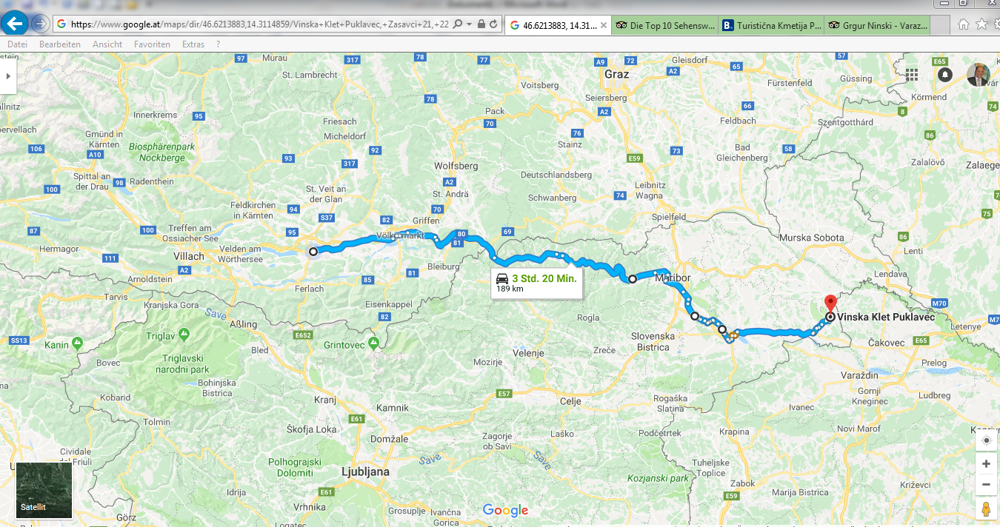 https://www.google.at/maps/dir/46.6213883,14.3114859/Vinska+Klet+Puklavec,+Zasavci+21,+22
46.6213883, 14.31...
Die Top 10 Sehensw...
Turistična Kmetija P...
Grgur Ninski - Varaz...
Datei Bearbeiten Ansicht Favoriten Extras ?
97 Murau 317 78 77 A9 72 Gleisdorf 57 E65
St. Lambrecht Graz A2 65 Güssing
Voitsberg Fürstenfeld
78 Seiersberg Körmend
Innerkrems 95 Friesach Pack A2 66 8 74
70 Feldbach Szentgotthárd
Gmünd in Kärnten Micheldorf 76 86
106 A10 Biosphärenpark Nockberge 92 Stainz Bad Gleichenberg 58
93 317 Wolfsberg E59 73 Zalalövő
Spittal an der Drau 98 Radenthein A2 Deutschlandsberg Zalaege
100 St. Veit an der Glan St. Andrä Leibnitz Wagna
Feldkirchen in Kärnten 94 70 Schwanberg 74 7
S37 82 Griffen Spielfeld 75
87 100 Treffen am Ossiacher See 95 Völkermarkt 80 69 86
81 Murska Sobota
Hermagor Velden am Wörthersee Lenti
111 Villach Bleiburg
A2 81 3 Std. 20 Min. Maribor Lendava
Arnoldstein 85 189 km
Tarvis Ferlach
Kranjska Gora Eisenkappel M70
Save 82 Rogla Vinska Klet Puklavec
Aßling Letenye M7
SS13 Kanin Triglav E652 Grintovec Slovenska Bistrica Čakovec E65
Bled Velenje Zreče
Bovec Triglavski narodni park Mozirje Prelog
Varaždin
Bohinjska Bistrica E57 Gornji Kneginec Ludbreg
Kobarid Kranj Celje Rogaška Slatina
Kamnik Ivanec
Tolmin E61
Škofja Loka Laško Podčetrtek Krapina Novi Marof
Domžale Zagorje ob Savi
Cividale del Friuli Polhograjski Dolomiti Save Save Tuheljske Toplice
Ljubljana Kozjanski park Zabok Križevci
Satellit Idrija E61 Marija Bistrica
Vrhnika Google E59
Görz Grosuplje Ivančna Gorica
Logatec